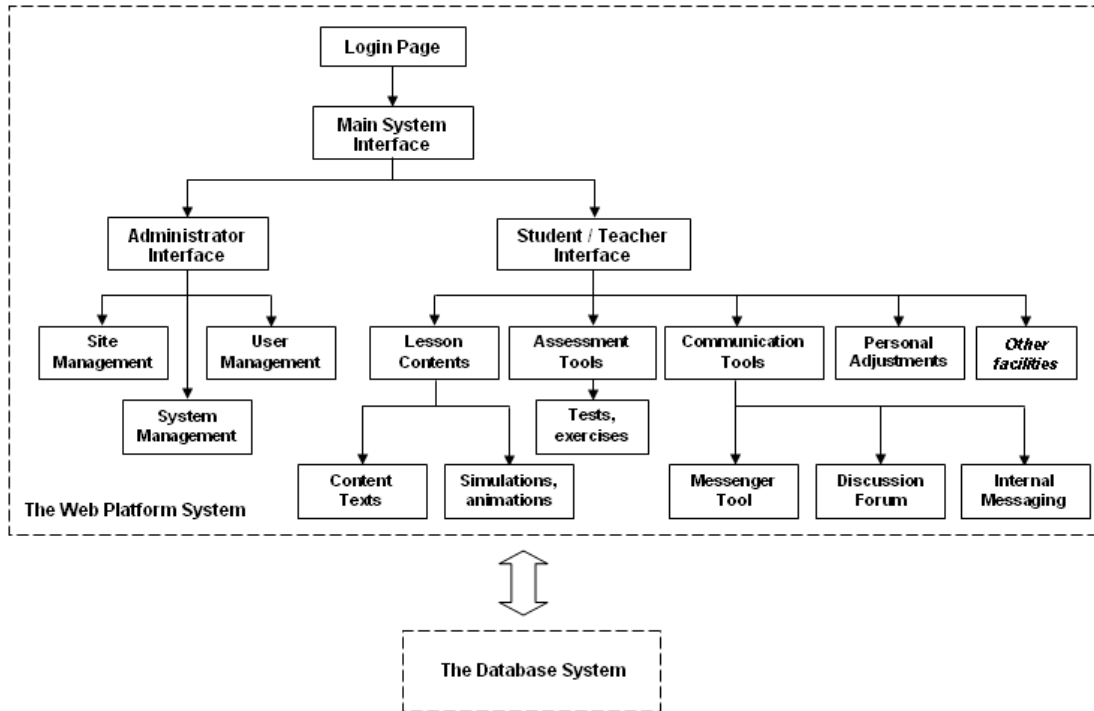 Login Page
Main System
Interface
Administrator
Interface
Student / Teacher
Interface
Site
Management
User
Management
Lesson
Contents
Assessment
Tools
Communication
Tools
Personal
Adjustments
Other
facilities
System
Management
Tests,
exercises
Content
Texts
Simulations,
animations
Messenger
Tool
Discussion
Forum
Internal
Messaging
The Web Platform System
The Database System